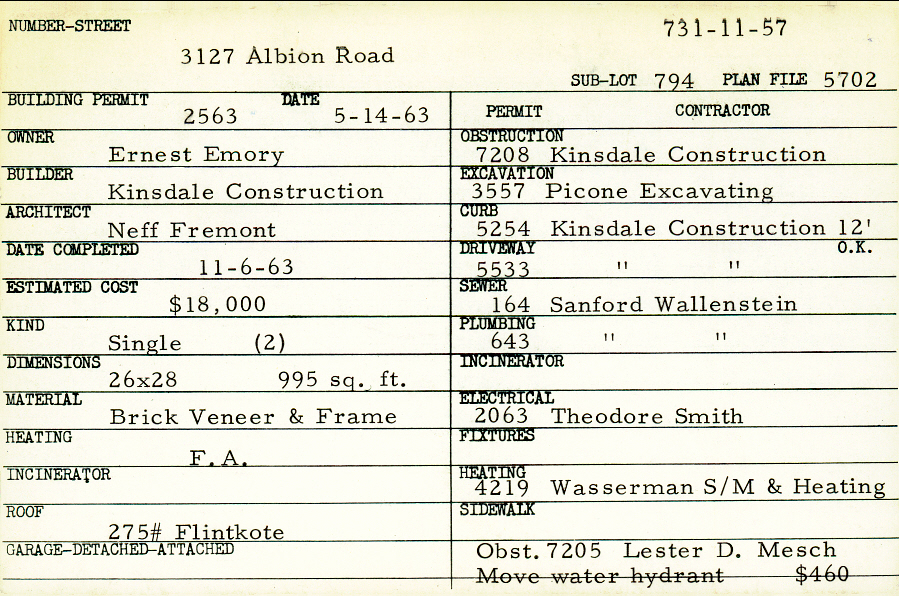 NUMBER-STREET 731-11-57
3127 Albion Road
SUB-LOT 794 PLAN FILE 5702
BUILDING PERMIT 2563 DATE 5-14-63
OWNER
Ernest Emory
BUILDER
Kinsdale Construction
ARCHITECT
Neff Fremont
DATE COMPLETED
11-6-63
ESTIMATED COST
$18,000
KIND
Single (2)
DIMENSIONS
26x28 995 sq. ft.
MATERIAL
Brick Veneer & Frame
HEATING
F.A.
INCINERATOR
ROOF
275# Flintkote
GARAGE-DETACHED-ATTACHED
PERMIT CONTRACTOR
OBSTRUCTION
7208 Kinsdale Construction
EXCAVATION
3557 Picone Excavating
CURB
5254 Kinsdale Construction 12'
DRIVEWAY O.K.
5533 " "
SEWER
164 Sanford Wallenstein
PLUMBING
643 " "
INCINERATOR
ELECTRICAL
2063 Theodore Smith
FIXTURES
HEATING
4219 Wasserman S/M & Heating
SIDEWALK
Obst. 7205 Lester D. Mesch
Move water hydrant $460